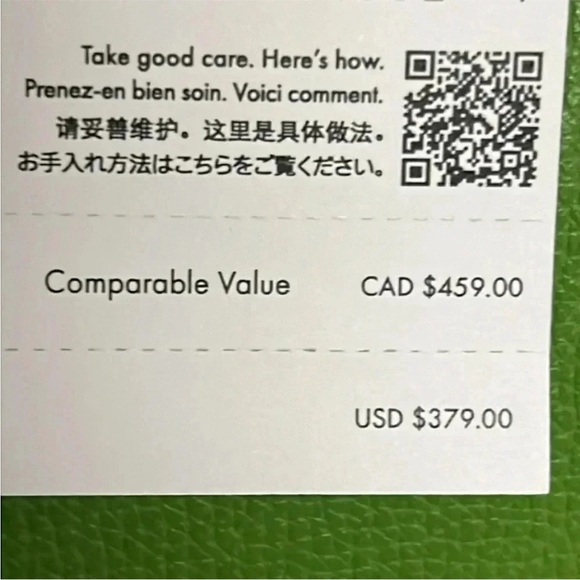 Take good care. Here's how.
Prenez-en bien soin. Voici comment.
请妥善维护。这里是具体做法。
お手入れ方法はこちらをご覧ください。
Comparable Value CAD $459.00
USD $379.00